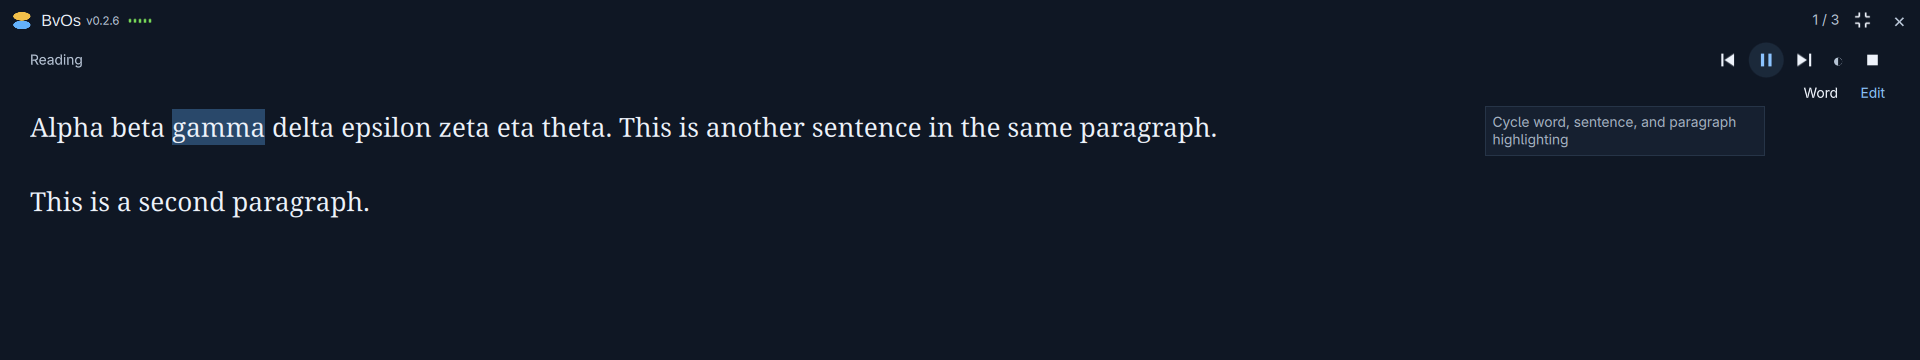 BvOs v0.2.6
1 / 3
Reading
Word Edit
Alpha beta gamma delta epsilon zeta eta theta. This is another sentence in the same paragraph.
Cycle word, sentence, and paragraph
highlighting
This is a second paragraph.